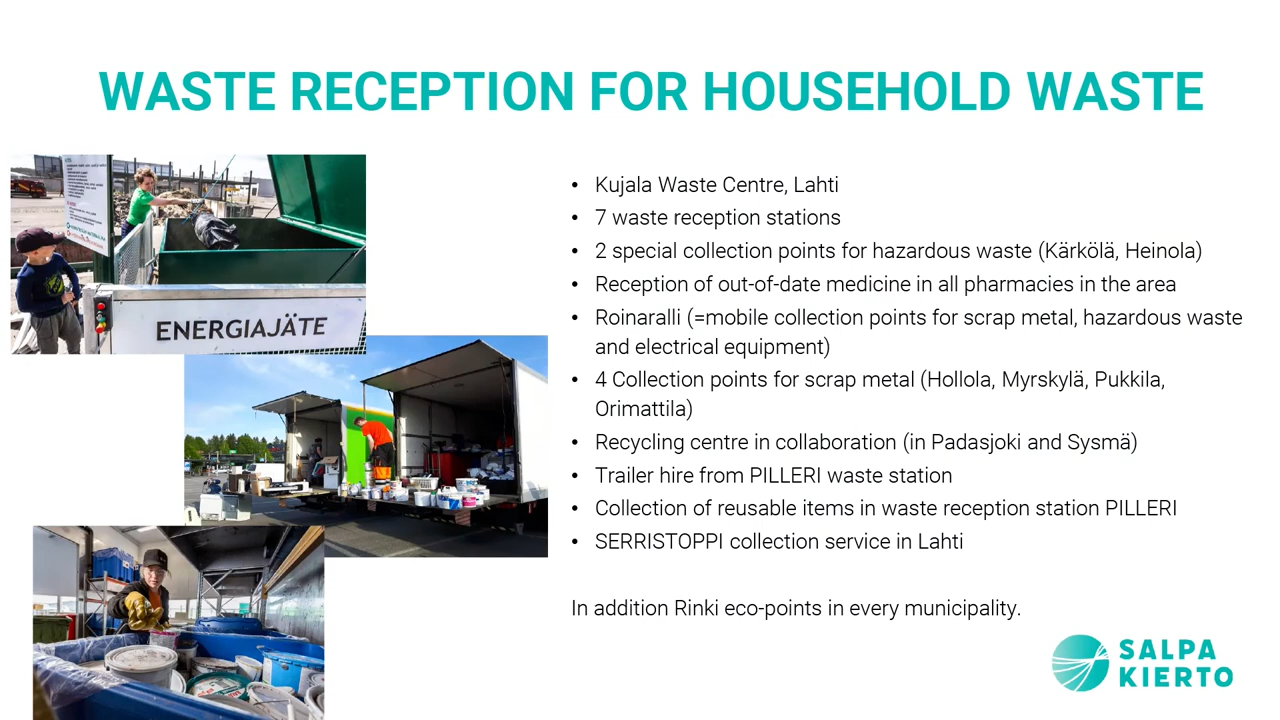 WASTE RECEPTION FOR HOUSEHOLD WASTE
ENERGIAJÄTE
• Kujala Waste Centre, Lahti
• 7 waste reception stations
• 2 special collection points for hazardous waste (Kärkölä, Heinola)
• Reception of out-of-date medicine in all pharmacies in the area
• Roinaralli (=mobile collection points for scrap metal, hazardous waste
and electrical equipment)
• 4 Collection points for scrap metal (Hollola, Myrskylä, Pukkila,
Orimattila)
• Recycling centre in collaboration (in Padasjoki and Sysmä)
• Trailer hire from PILLERI waste station
• Collection of reusable items in waste reception station PILLERI
• SERRISTOPPI collection service in Lahti
In addition Rinki eco-points in every municipality.
SALPA
KIERTO